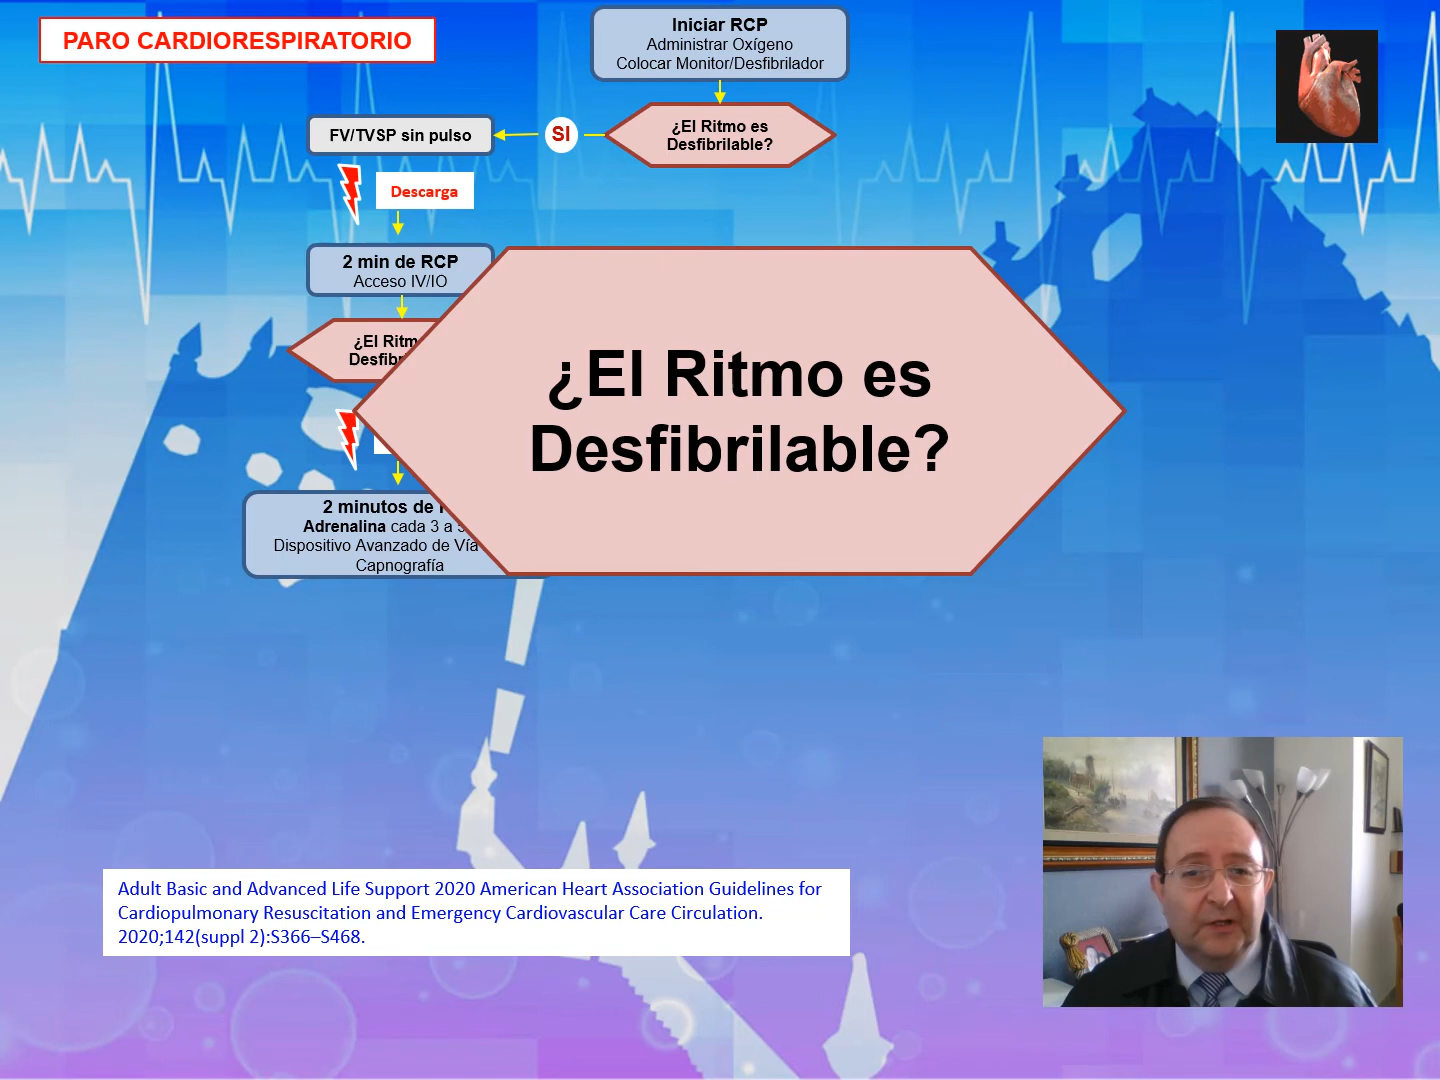 PARO CARDIORESPIRATORIO
Iniciar RCP
Administrar Oxígeno
Colocar Monitor/Desfibrilador
¿El Ritmo es
Desfibrilable?
SI
FV/TVSP sin pulso
Descarga
2 min de RCP
Acceso IV/IO
¿El Ritm
Desfib
¿El Ritmo es
Desfibrilable?
2 minutos de
Adrenalina cada 3 a
Dispositivo Avanzado de Vía
Capnografía
Adult Basic and Advanced Life Support 2020 American Heart Association Guidelines for
Cardiopulmonary Resuscitation and Emergency Cardiovascular Care Circulation.
2020;142(suppl 2):S366–S468.